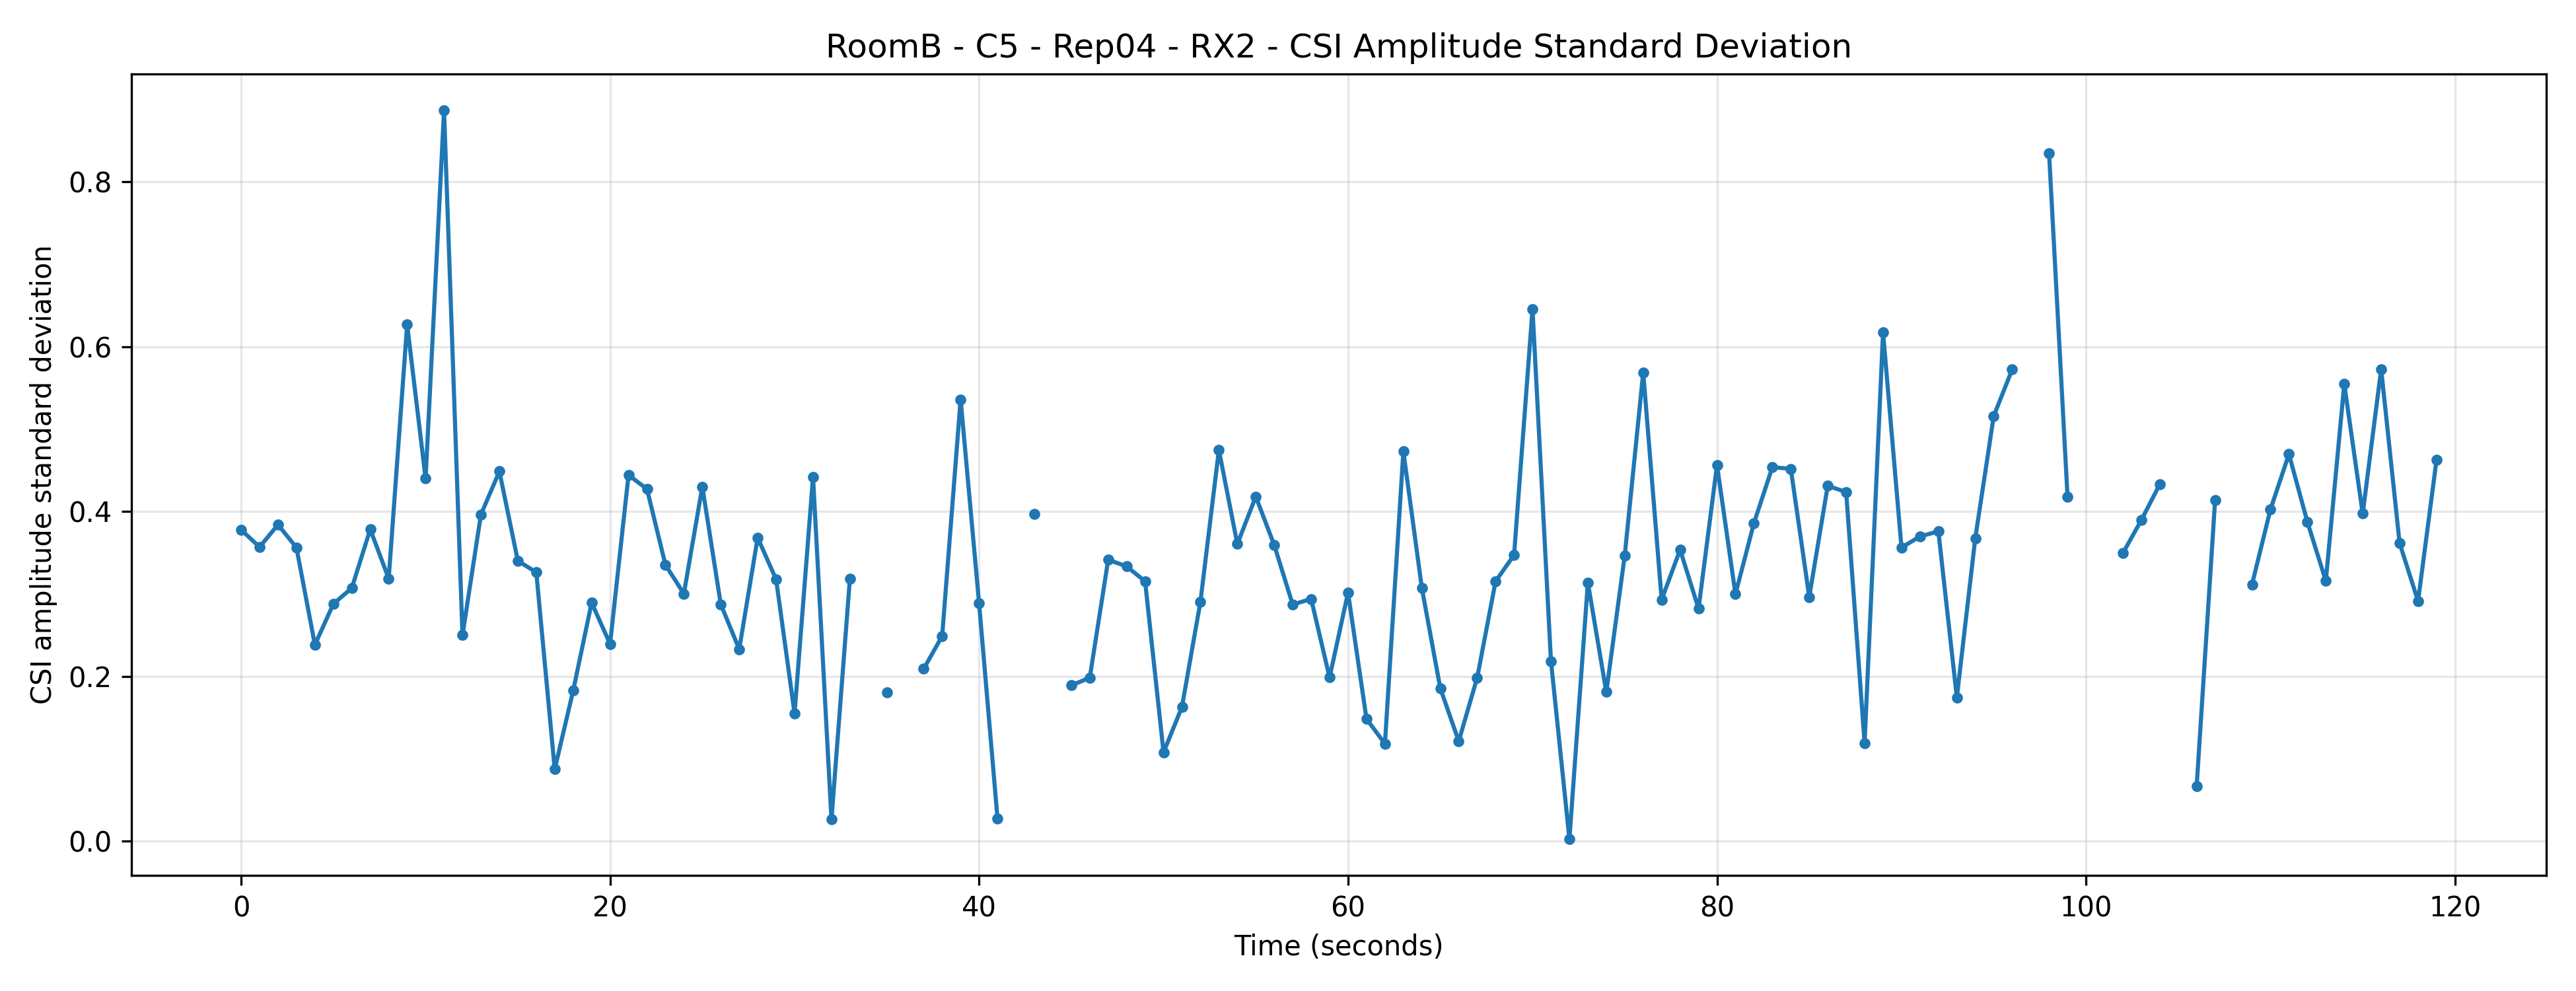 RoomB - C5 - Rep04 - RX2 - CSI Amplitude Standard Deviation
CSI amplitude standard deviation
0.8
0.6
0.4
0.2
0.0
0 20 40 60 80 100 120
Time (seconds)